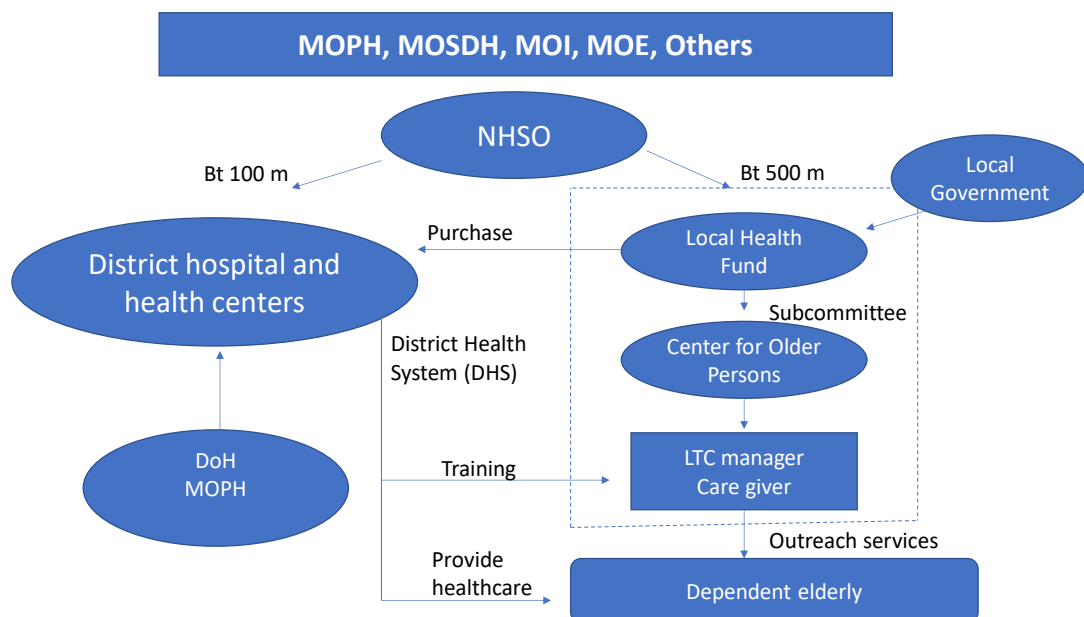 MOPH, MOSDH, MOI, MOE, Others
NHSO
Bt 100 m
Bt 500 m
Local
Government
Purchase
Local Health
Fund
District hospital and
health centers
Subcommittee
District Health
System (DHS)
Center for Older
Persons
DoH
MOPH
Training
LTC manager
Care giver
Outreach services
Provide
healthcare
Dependent elderly